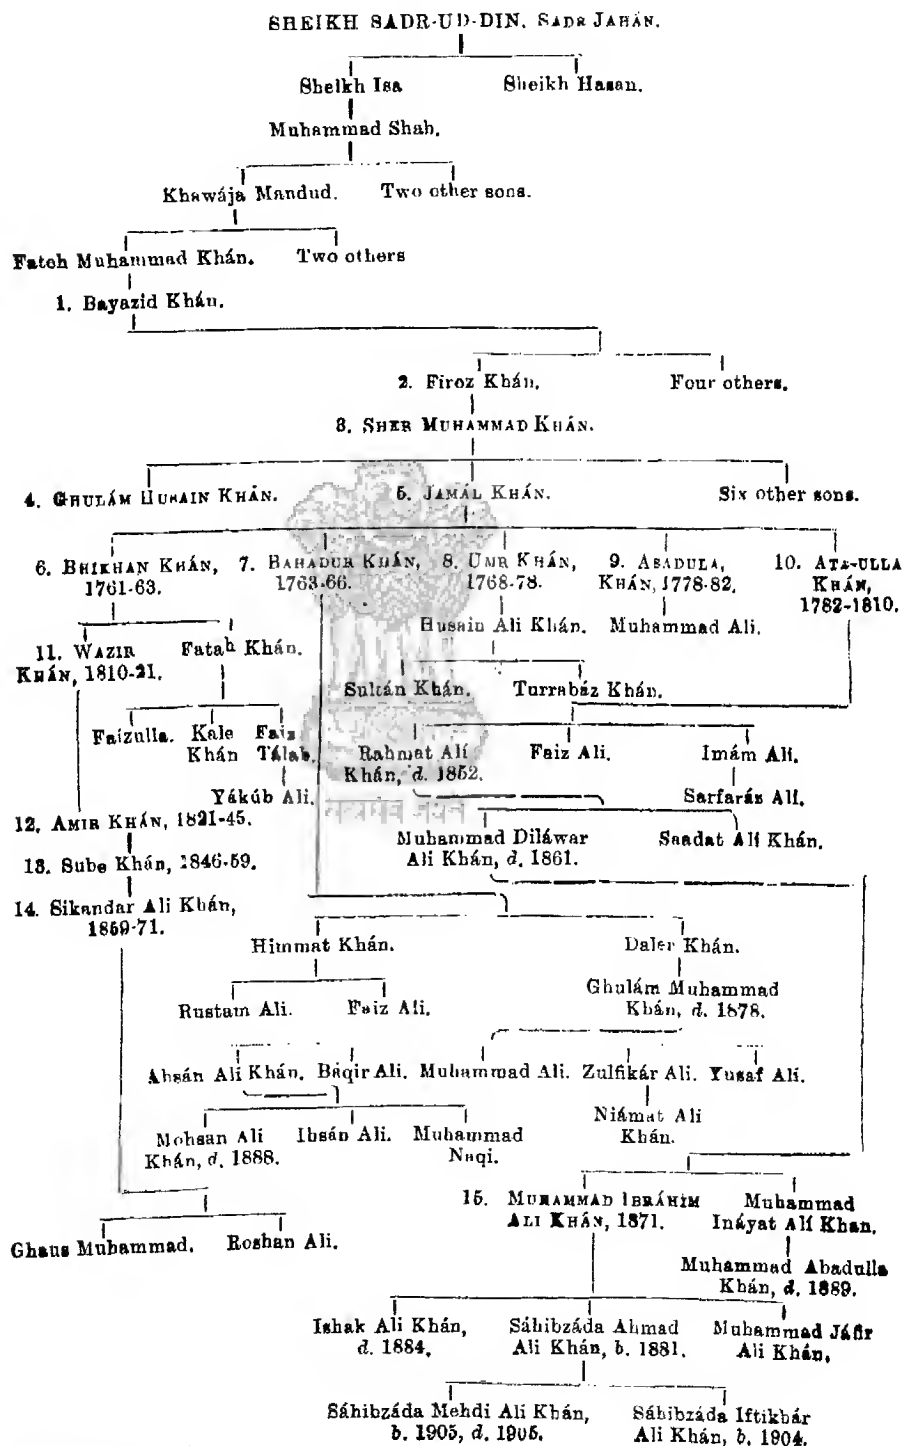 SHEIKH SADR-UD-DIN. SADR JAHÁN.
Sheikh Isa Sheikh Hasan.
Muhammad Shah.
Khawája Mandud. Two other sons.
Fateh Muhammad Khán. Two others
1. Bayazid Khán.
2. Firoz Khán. Four others.
3. SHER MUHAMMAD KHÁN.
4. GHULÁM HUSAIN KHÁN. 5. JAMÁL KHÁN. Six other sons.
6. BHIKHAN KHÁN, 7. BAHADUR KHÁN, 8. UMR KHÁN, 9. ASADULA, 10. ATA-ULLA
1761-63. 1763-66. 1768-78. KHÁN, 1778-82. KHÁN,
1782-1810.
Husain Ali Khán. Muhammad Ali.
11. WAZIR Fatah Khán.
KHÁN, 1810-21.
Sultán Khán. Turrabáz Khán.
Faizulla. Kale Faiz
Khán Tálab.
Rahmat Alí Faiz Ali. Imám Ali.
Khán, d. 1852.
Yákúb Ali. Sarfaráz Ali.
12. AMIR KHÁN, 1821-45.
सत्यमेव जयते
Muhammad Diláwar Saadat Alí Khán.
Ali Khán, d. 1861.
13. Sube Khán, 1846-59.
14. Sikandar Ali Khán,
1859-71.
Himmat Khán. Daler Khán.
Rustam Ali. Faiz Ali. Ghulám Muhammad
Khán, d. 1878.
Ahsán Ali Khán. Báqir Ali. Muhammad Ali. Zulfikár Ali. Yusaf Ali.
Mohsan Ali Ihsán Ali. Muhammad Niámat Ali
Khán, d. 1888. Naqi. Khán.
15. MUHAMMAD IBRÁHIM Muhammad
ALI KHÁN, 1871. Ináyat Alí Khan.
Ghaus Muhammad. Roshan Ali.
Muhammad Abadulla
Khán, d. 1889.
Ishak Ali Khán, Sáhibzáda Ahmad Muhammad Jáfir
d. 1884. Ali Khán, b. 1881. Ali Khán.
Sáhibzáda Mehdi Ali Khán, Sáhibzáda Iftikhár
b. 1905, d. 1905. Ali Khán, b. 1904.